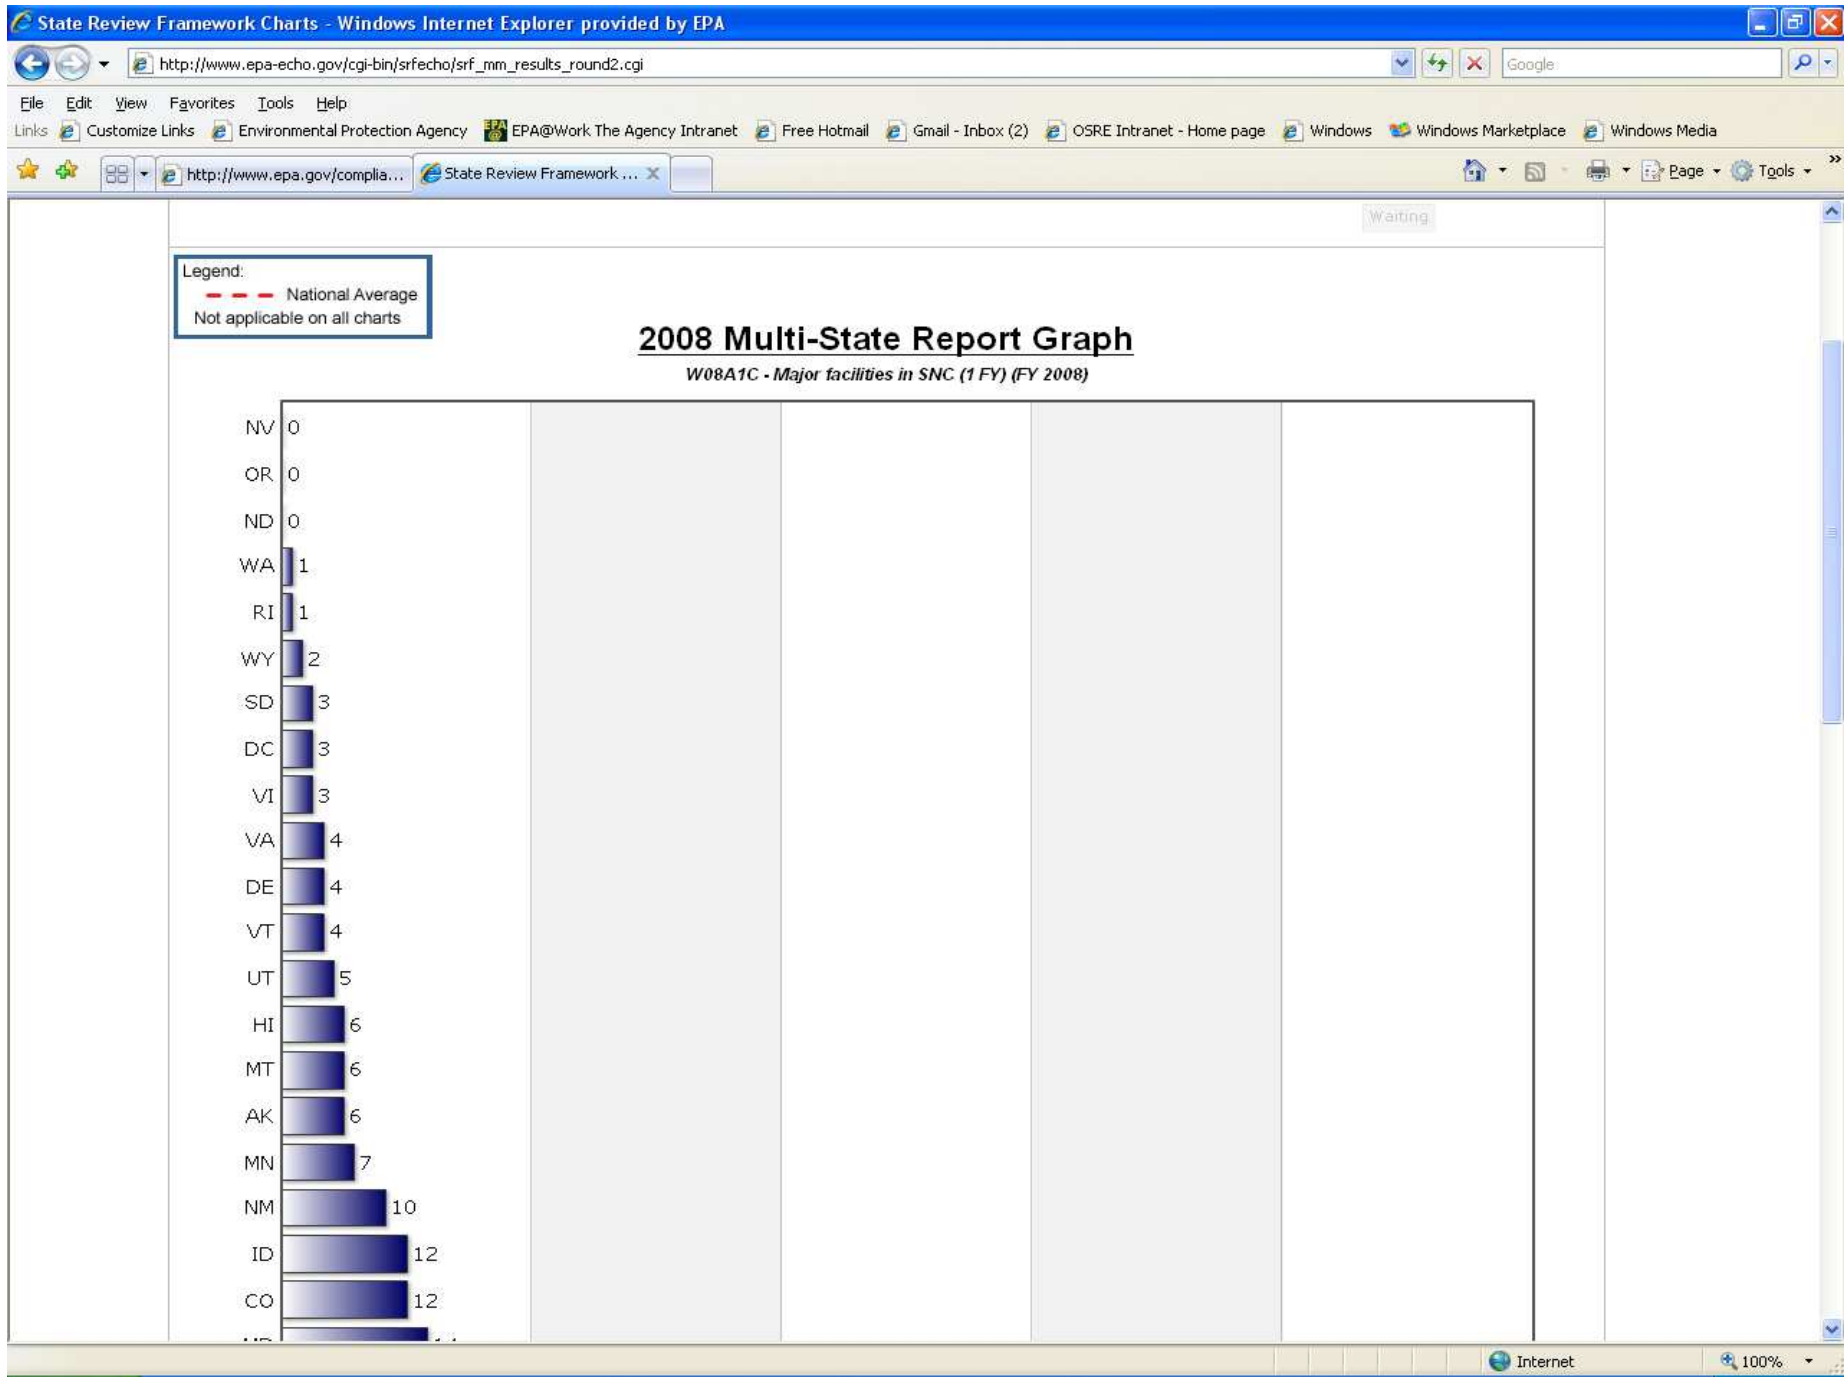 State Review Framework Charts - Windows Internet Explorer provided by EPA
http://www.epa-echo.gov/cgi-bin/srfecho/srf_mm_results_round2.cgi Google
File Edit View Favorites Tools Help
Links Customize Links Environmental Protection Agency EPA@Work The Agency Intranet Free Hotmail Gmail - Inbox (2) OSRE Intranet - Home page Windows Windows Marketplace Windows Media
http://www.epa.gov/complia... State Review Framework ... Page Tools »
Waiting
Legend:
National Average
Not applicable on all charts
2008 Multi-State Report Graph
W08A1C - Major facilities in SNC (1 FY) (FY 2008)
NV 0
OR 0
ND 0
WA 1
RI 1
WY 2
SD 3
DC 3
VI 3
VA 4
DE 4
VT 4
UT 5
HI 6
MT 6
AK 6
MN 7
NM 10
ID 12
CO 12
Internet 100%